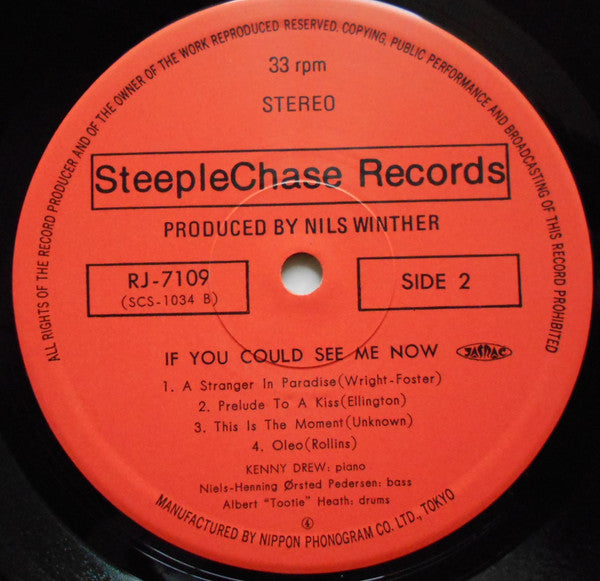 ALL RIGHTS OF THE RECORD PRODUCER AND OF THE OWNER OF THE WORK REPRODUCED RESERVED. COPYING, PUBLIC PERFORMANCE AND BROADCASTING OF THIS RECORD PROHIBITED
33 rpm
STEREO
SteepleChase Records
PRODUCED BY NILS WINTHER
RJ-7109
(SCS-1034 B)
SIDE 2
IF YOU COULD SEE ME NOW JASRAC
1. A Stranger In Paradise(Wright-Foster)
2. Prelude To A Kiss(Ellington)
3. This Is The Moment(Unknown)
4. Oleo(Rollins)
KENNY DREW: piano
Niels-Henning Ørsted Pedersen: bass
Albert "Tootie" Heath: drums
④
MANUFACTURED BY NIPPON PHONOGRAM CO. LTD., TOKYO